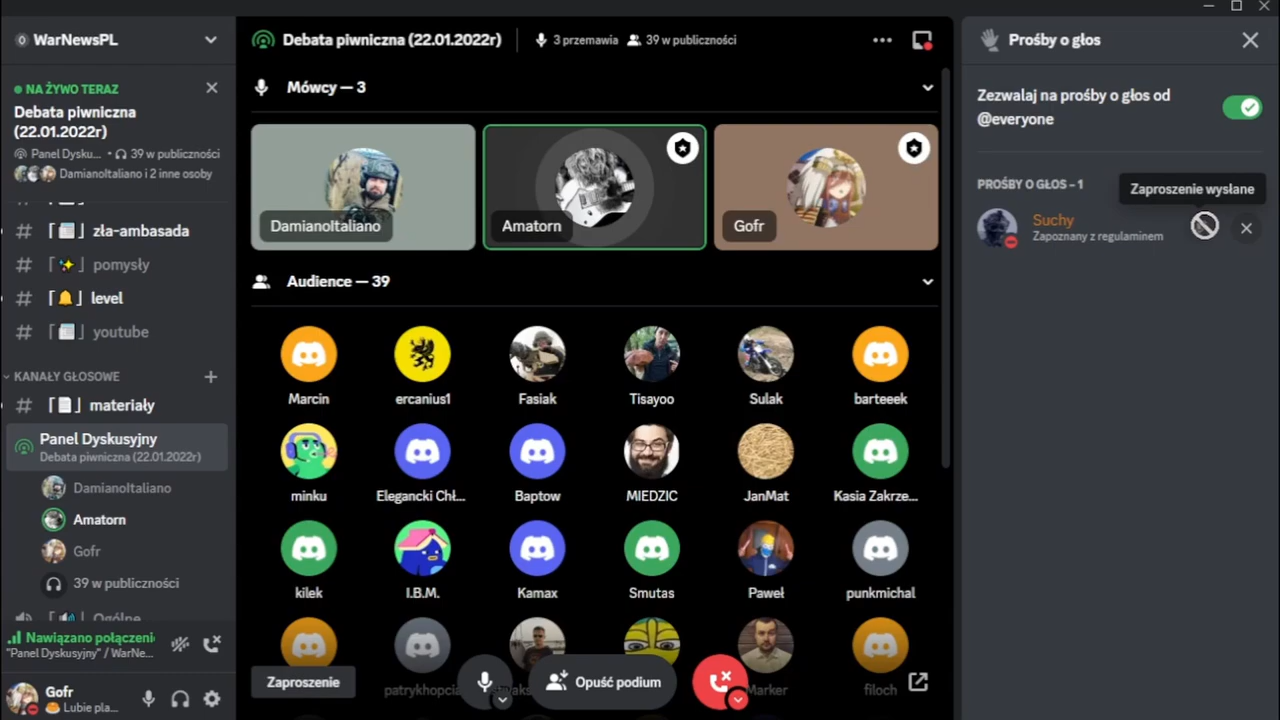 WarNewsPL
NA ŻYWO TERAZ
Debata piwniczna
(22.01.2022r)
Panel Dysku... • 39 w publiczności
DamianoItaliano i 2 inne osoby
zła-ambasada
pomysły
level
youtube
KANAŁY GŁOSOWE
materiały
Panel Dyskusyjny
Debata piwniczna (22.01.2022r)
DamianoItaliano
Amatorn
Gofr
39 w publiczności
Ogólne
Nawiązano połączeni
"Panel Dyskusyjny" / WarNe...
Gofr
Lubie pla...
Debata piwniczna (22.01.2022r)
3 przemawia
39 w publiczności
Mówcy — 3
DamianoItaliano
Amatorn
Gofr
Audience — 39
Marcin
ercanius1
Fasiak
Tisayoo
Sulak
barteeek
minku
Elegancki Chł...
Baptow
MIEDZIC
JanMat
Kasia Zakrze...
kilek
I.B.M.
Kamax
Smutas
Paweł
punkmichal
patrykhopcia
Marker
filoch
Zaproszenie
Opuść podium
Prośby o głos
Zezwalaj na prośby o głos od
@everyone
PROŚBY O GŁOS – 1
Zaproszenie wysłane
Suchy
Zapoznany z regulaminem